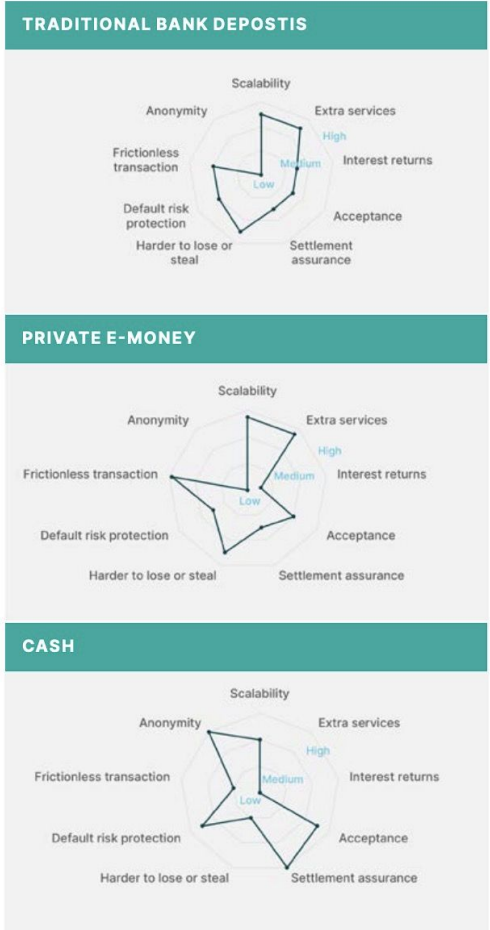 TRADITIONAL BANK DEPOSTIS
Scalability
Anonymity
Extra services
High
Frictionless
transaction
Medium
Interest returns
Low
Default risk
protection
Acceptance
Harder to lose or
steal
Settlement
assurance
PRIVATE E-MONEY
Scalability
Anonymity
Extra services
High
Frictionless transaction
Medium
Interest returns
Low
Default risk protection
Acceptance
Harder to lose or steal
Settlement assurance
CASH
Scalability
Anonymity
Extra services
High
Frictionless transaction
Medium
Interest returns
Low
Default risk protection
Acceptance
Harder to lose or steal
Settlement assurance